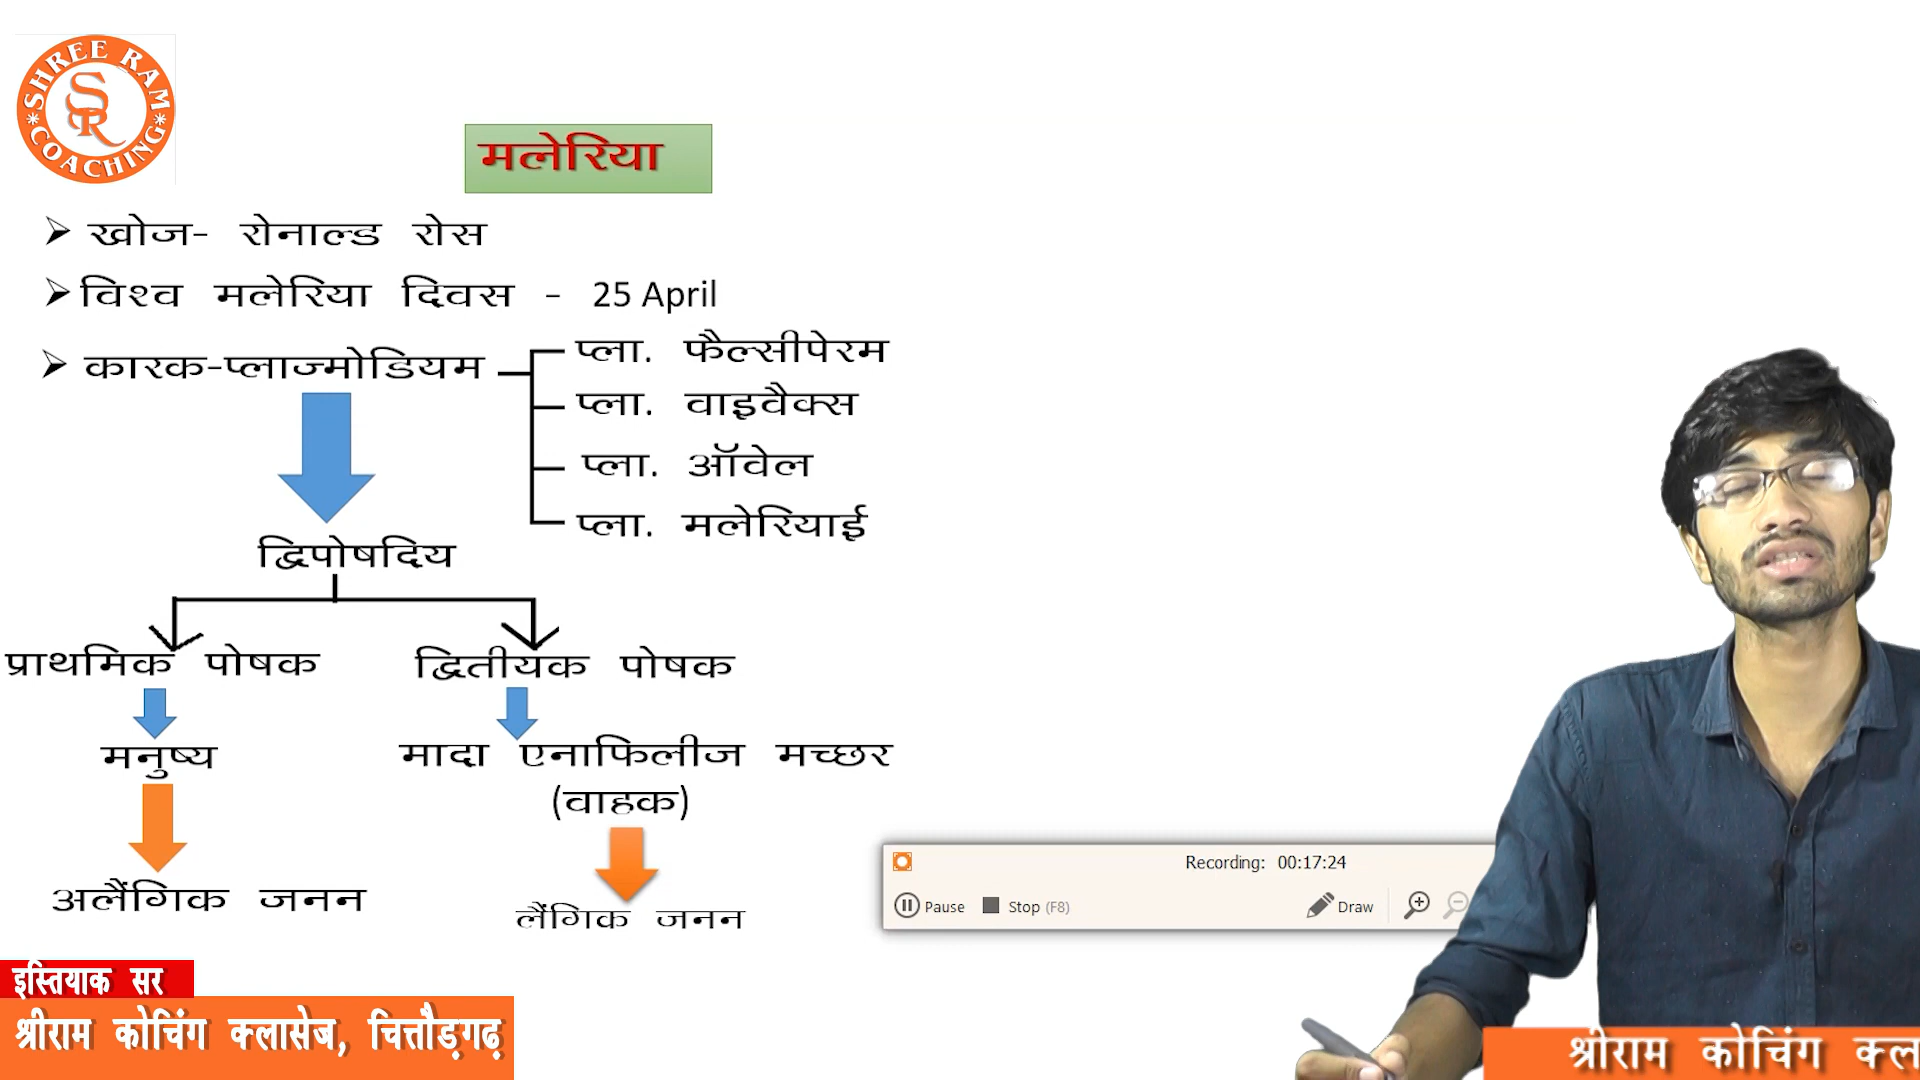 SHREE RAM
SR
COACHING
मलेरिया
खोज- रोनाल्ड रोस
विश्व मलेरिया दिवस - 25 April
कारक-प्लाज्मोडियम
प्ला. फैल्सीपेरम
प्ला. वाइवैक्स
प्ला. ऑवेल
प्ला. मलेरियाई
द्विपोषदिय
प्राथमिक पोषक
द्वितीयक पोषक
मनुष्य
मादा एनाफिलीज मच्छर
(वाहक)
अलैंगिक जनन
लैंगिक जनन
Recording: 00:17:24
Pause Stop (F8) Draw
इस्तियाक सर
श्रीराम कोचिंग क्लासेज, चित्तौड़गढ़
श्रीराम कोचिंग क्ल